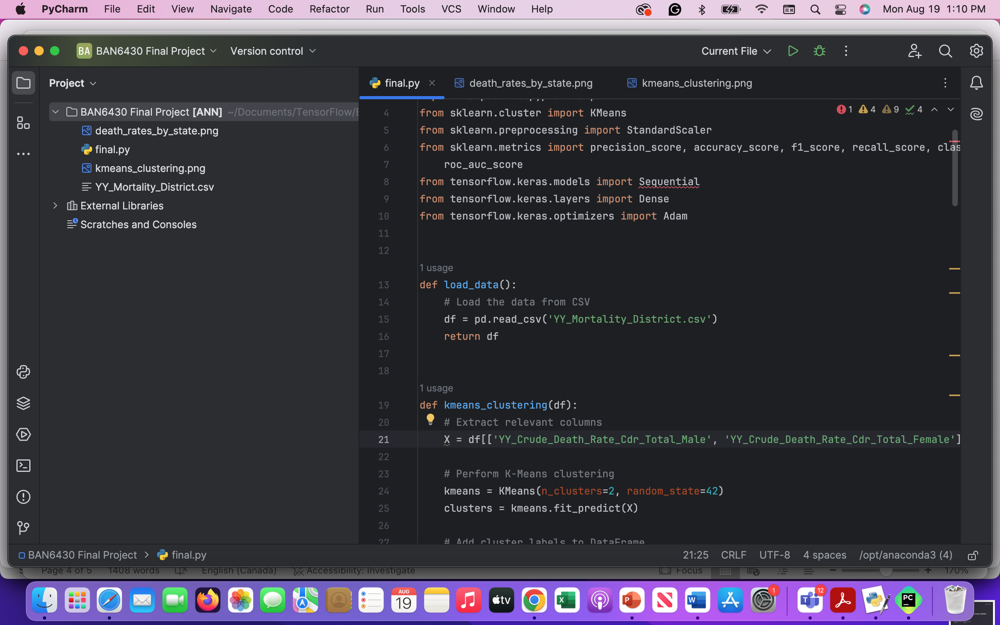 PyCharm File Edit View Navigate Code Refactor Run Tools VCS Window Help Mon Aug 19 1:10 PM
BA BAN6430 Final Project Version control Current File
Project
final.py death_rates_by_state.png kmeans_clustering.png
BAN6430 Final Project [ANN] ~/Documents/TensorFlow/
death_rates_by_state.png
final.py
kmeans_clustering.png
YY_Mortality_District.csv
External Libraries
Scratches and Consoles
1 4 9 4
4 from sklearn.cluster import KMeans
5 from sklearn.preprocessing import StandardScaler
6 from sklearn.metrics import precision_score, accuracy_score, f1_score, recall_score, clas
7 roc_auc_score
8 from tensorflow.keras.models import Sequential
9 from tensorflow.keras.layers import Dense
10 from tensorflow.keras.optimizers import Adam
11
12
1 usage
13 def load_data():
14 # Load the data from CSV
15 df = pd.read_csv('YY_Mortality_District.csv')
16 return df
17
18
1 usage
19 def kmeans_clustering(df):
20 # Extract relevant columns
21 X = df[['YY_Crude_Death_Rate_Cdr_Total_Male', 'YY_Crude_Death_Rate_Cdr_Total_Female']
22
23 # Perform K-Means clustering
24 kmeans = KMeans(n_clusters=2, random_state=42)
25 clusters = kmeans.fit_predict(X)
26
27 # Add cluster labels to DataFrame
BAN6430 Final Project > final.py 21:25 CRLF UTF-8 4 spaces /opt/anaconda3 (4)
Page 4 of 5 1408 words English (Canada) Accessibility: Investigate Focus 170%
AUG
19
tv
X
P
W
1
T
12
PC